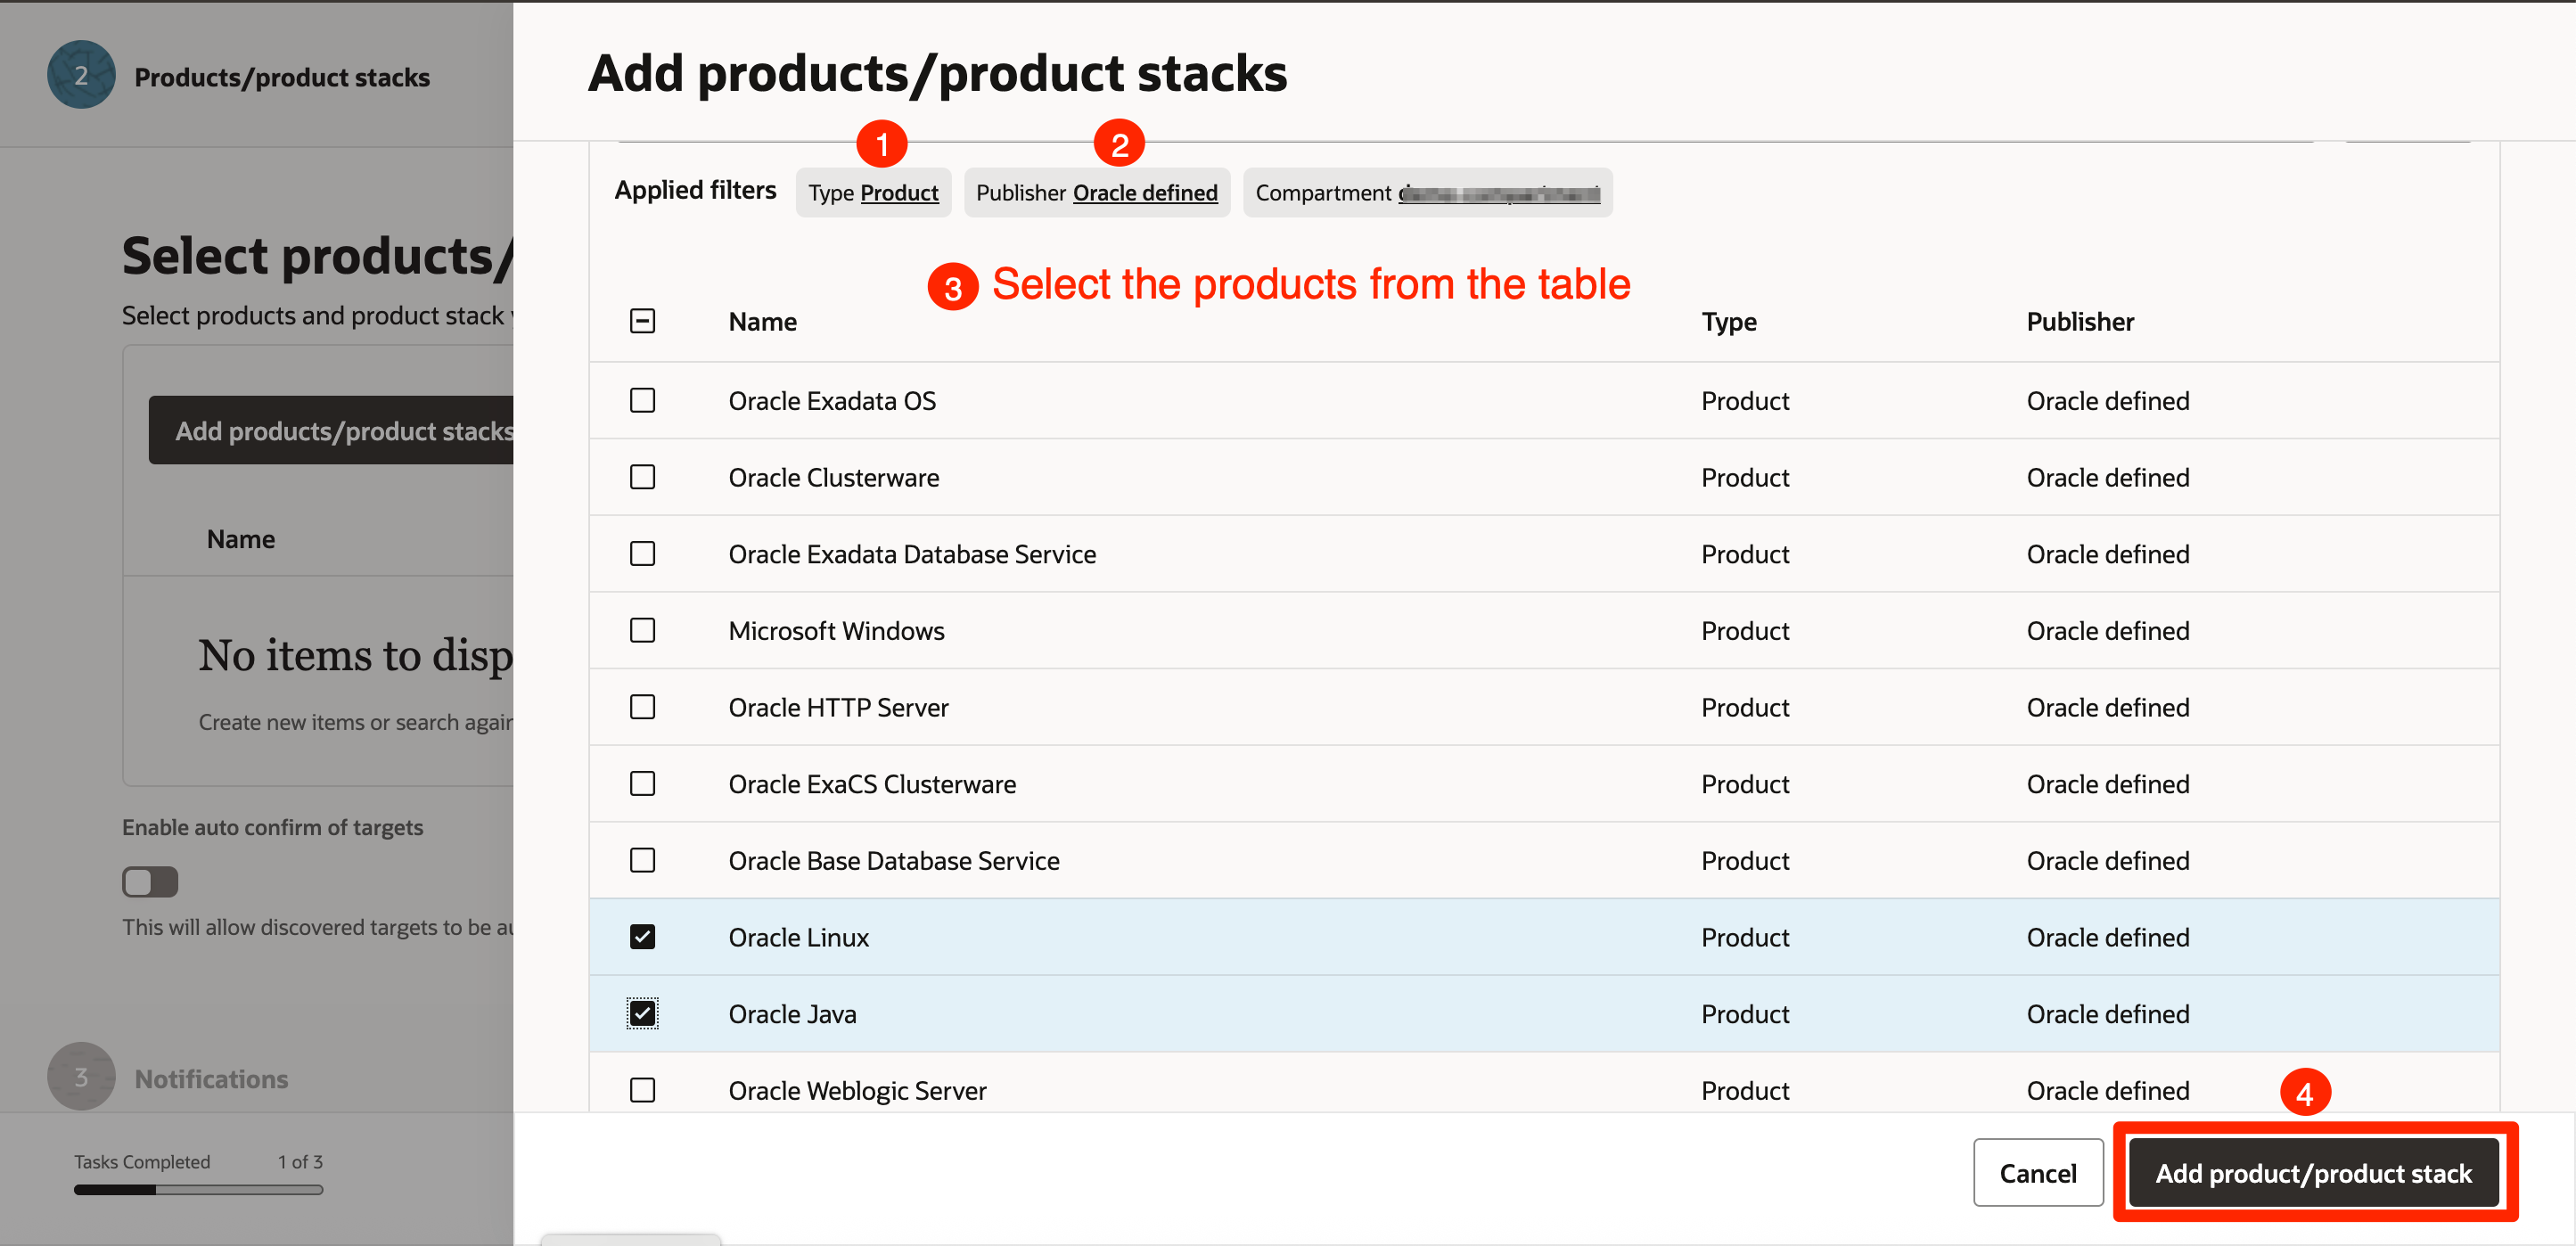 2
Products/product stacks
Select products/
Select products and product stack
Add products/product stacks
Name
No items to disp
Create new items or search again
Enable auto confirm of targets
This will allow discovered targets to be au
3
Notifications
Tasks Completed 1 of 3
Add products/product stacks
1 2
Applied filters Type Product Publisher Oracle defined Compartment
3 Select the products from the table
Name Type Publisher
Oracle Exadata OS Product Oracle defined
Oracle Clusterware Product Oracle defined
Oracle Exadata Database Service Product Oracle defined
Microsoft Windows Product Oracle defined
Oracle HTTP Server Product Oracle defined
Oracle ExaCS Clusterware Product Oracle defined
Oracle Base Database Service Product Oracle defined
Oracle Linux Product Oracle defined
Oracle Java Product Oracle defined
Oracle Weblogic Server Product Oracle defined
4
Cancel Add product/product stack